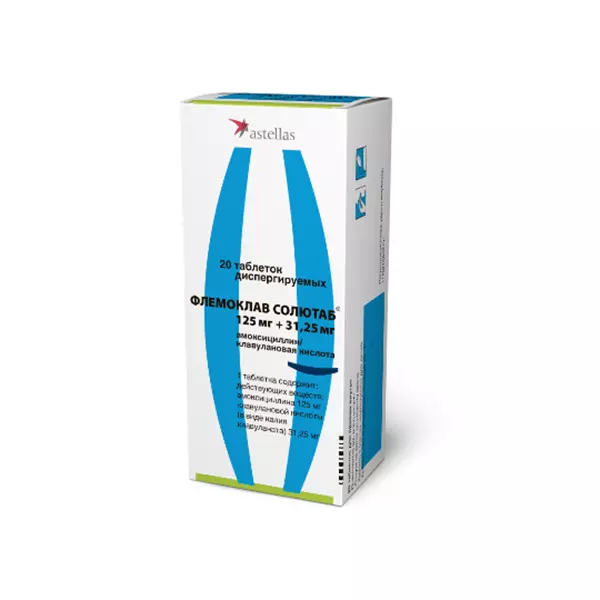 astellas
20 таблеток
диспергируемых
ФЛЕМОКЛАВ СОЛЮТАБ®
125 мг + 31,25 мг
амоксициллин/
клавулановая кислота
1 таблетка содержит:
действующих веществ:
амоксициллина 125 мг
клавулановой кислоты
(в виде калия
клавуланата) 31,25 мг